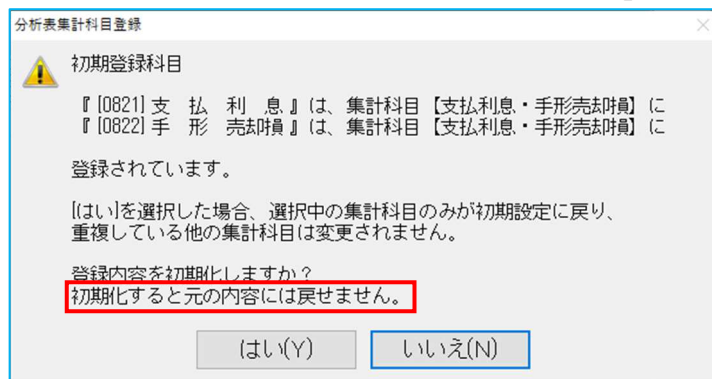 分析表集計科目登録
初期登録科目
『 [0821] 支　払　利　息 』は、集計科目【支払利息・手形売却損】に
『 [0822] 手　形　売却損 』は、集計科目【支払利息・手形売却損】に
登録されています。
[はい]を選択した場合、選択中の集計科目のみが初期設定に戻り、
重複している他の集計科目は変更されません。
登録内容を初期化しますか？
初期化すると元の内容には戻せません。
はい(Y)　いいえ(N)